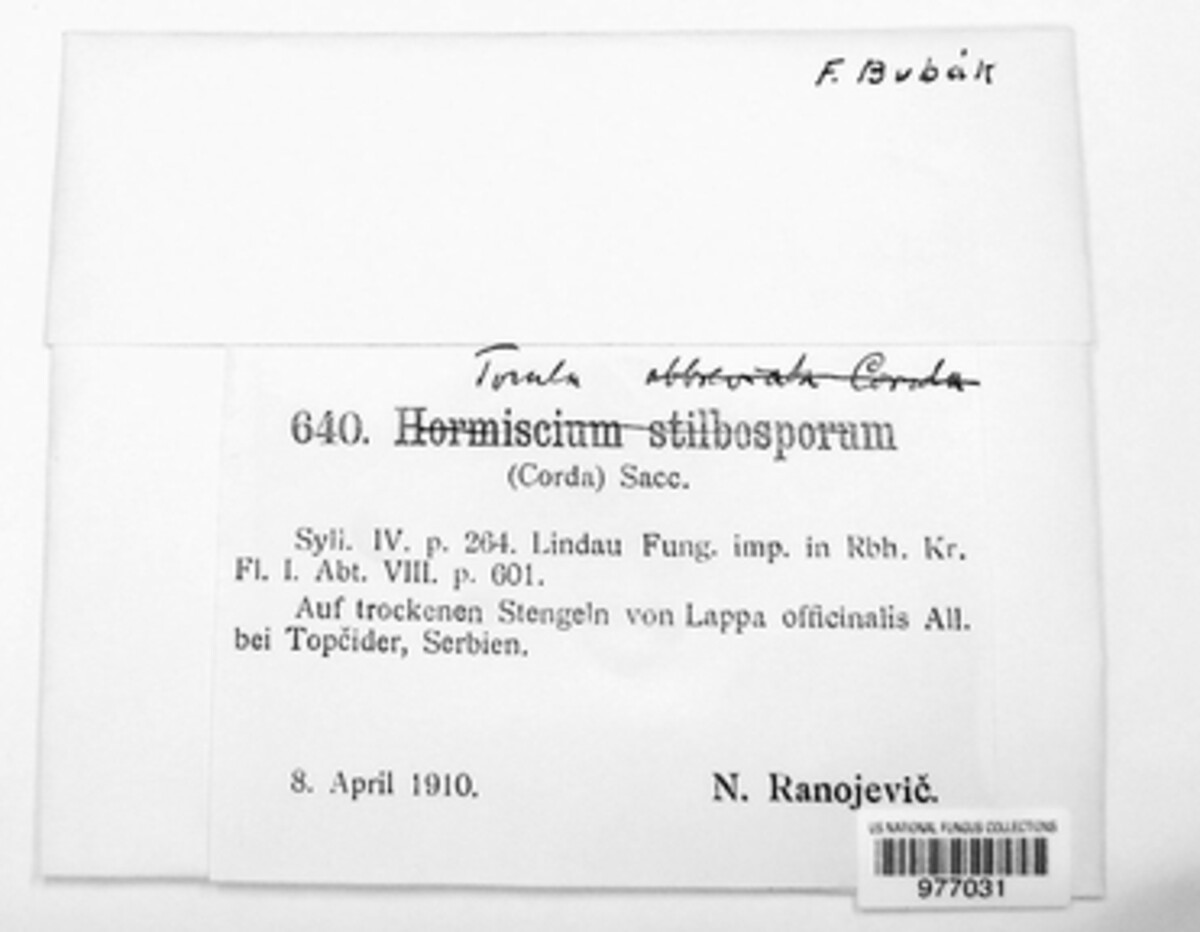 F. Bubák
Torula abbreviata Corda
640. Hormiscium stilbosporum
(Corda) Sacc.
Syll. IV. p. 264. Lindau Fung. imp. in Rbh. Kr.
Fl. I. Abt. VIII. p. 601.
Auf trockenen Stengeln von Lappa officinalis All.
bei Topčider, Serbien.
8. April 1910. N. Ranojevič.
US NATIONAL FUNGUS COLLECTIONS
977031